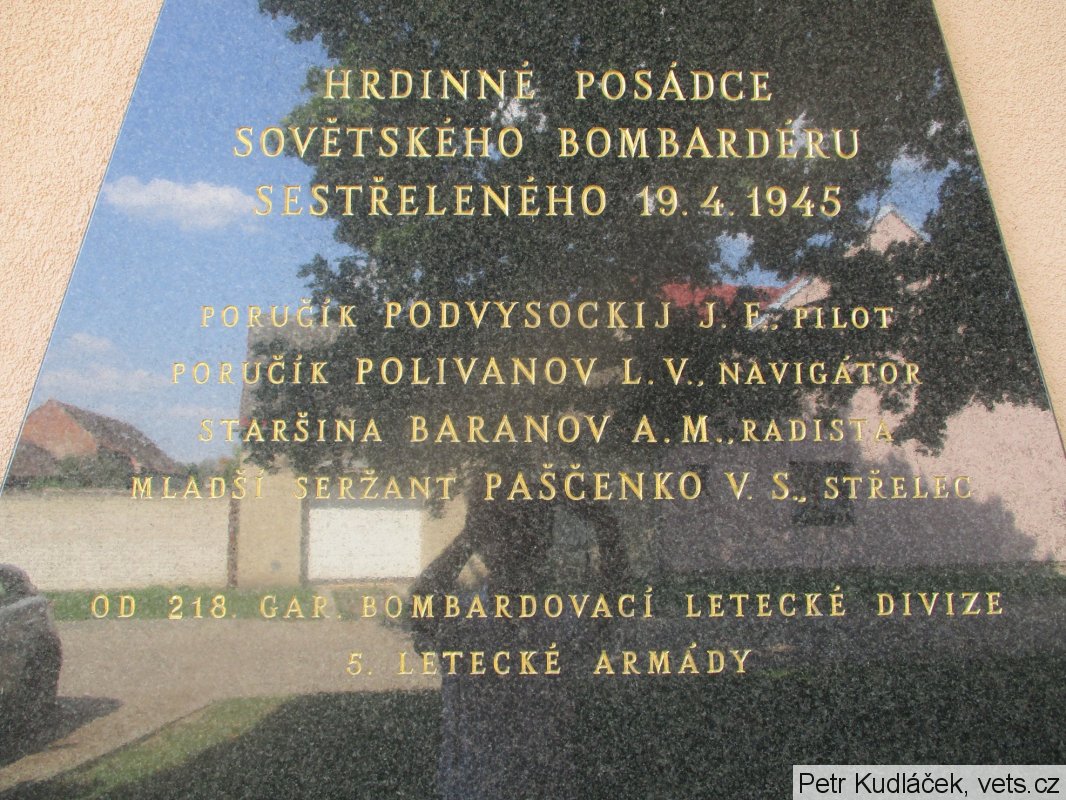 HRDINNÉ POSÁDCE
SOVĚTSKÉHO BOMBARDÉRU
SESTŘELENÉHO 19. 4. 1945
PORUČÍK PODVYSOCKIJ J. F., PILOT
PORUČÍK POLIVANOV L. V., NAVIGÁTOR
STARŠINA BARANOV A. M., RADISTA
MLADŠÍ SERŽANT PAŠČENKO V. S., STŘELEC
OD 218. GAR. BOMBARDOVACÍ LETECKÉ DIVIZE
5. LETECKÉ ARMÁDY
Petr Kudláček, vets.cz